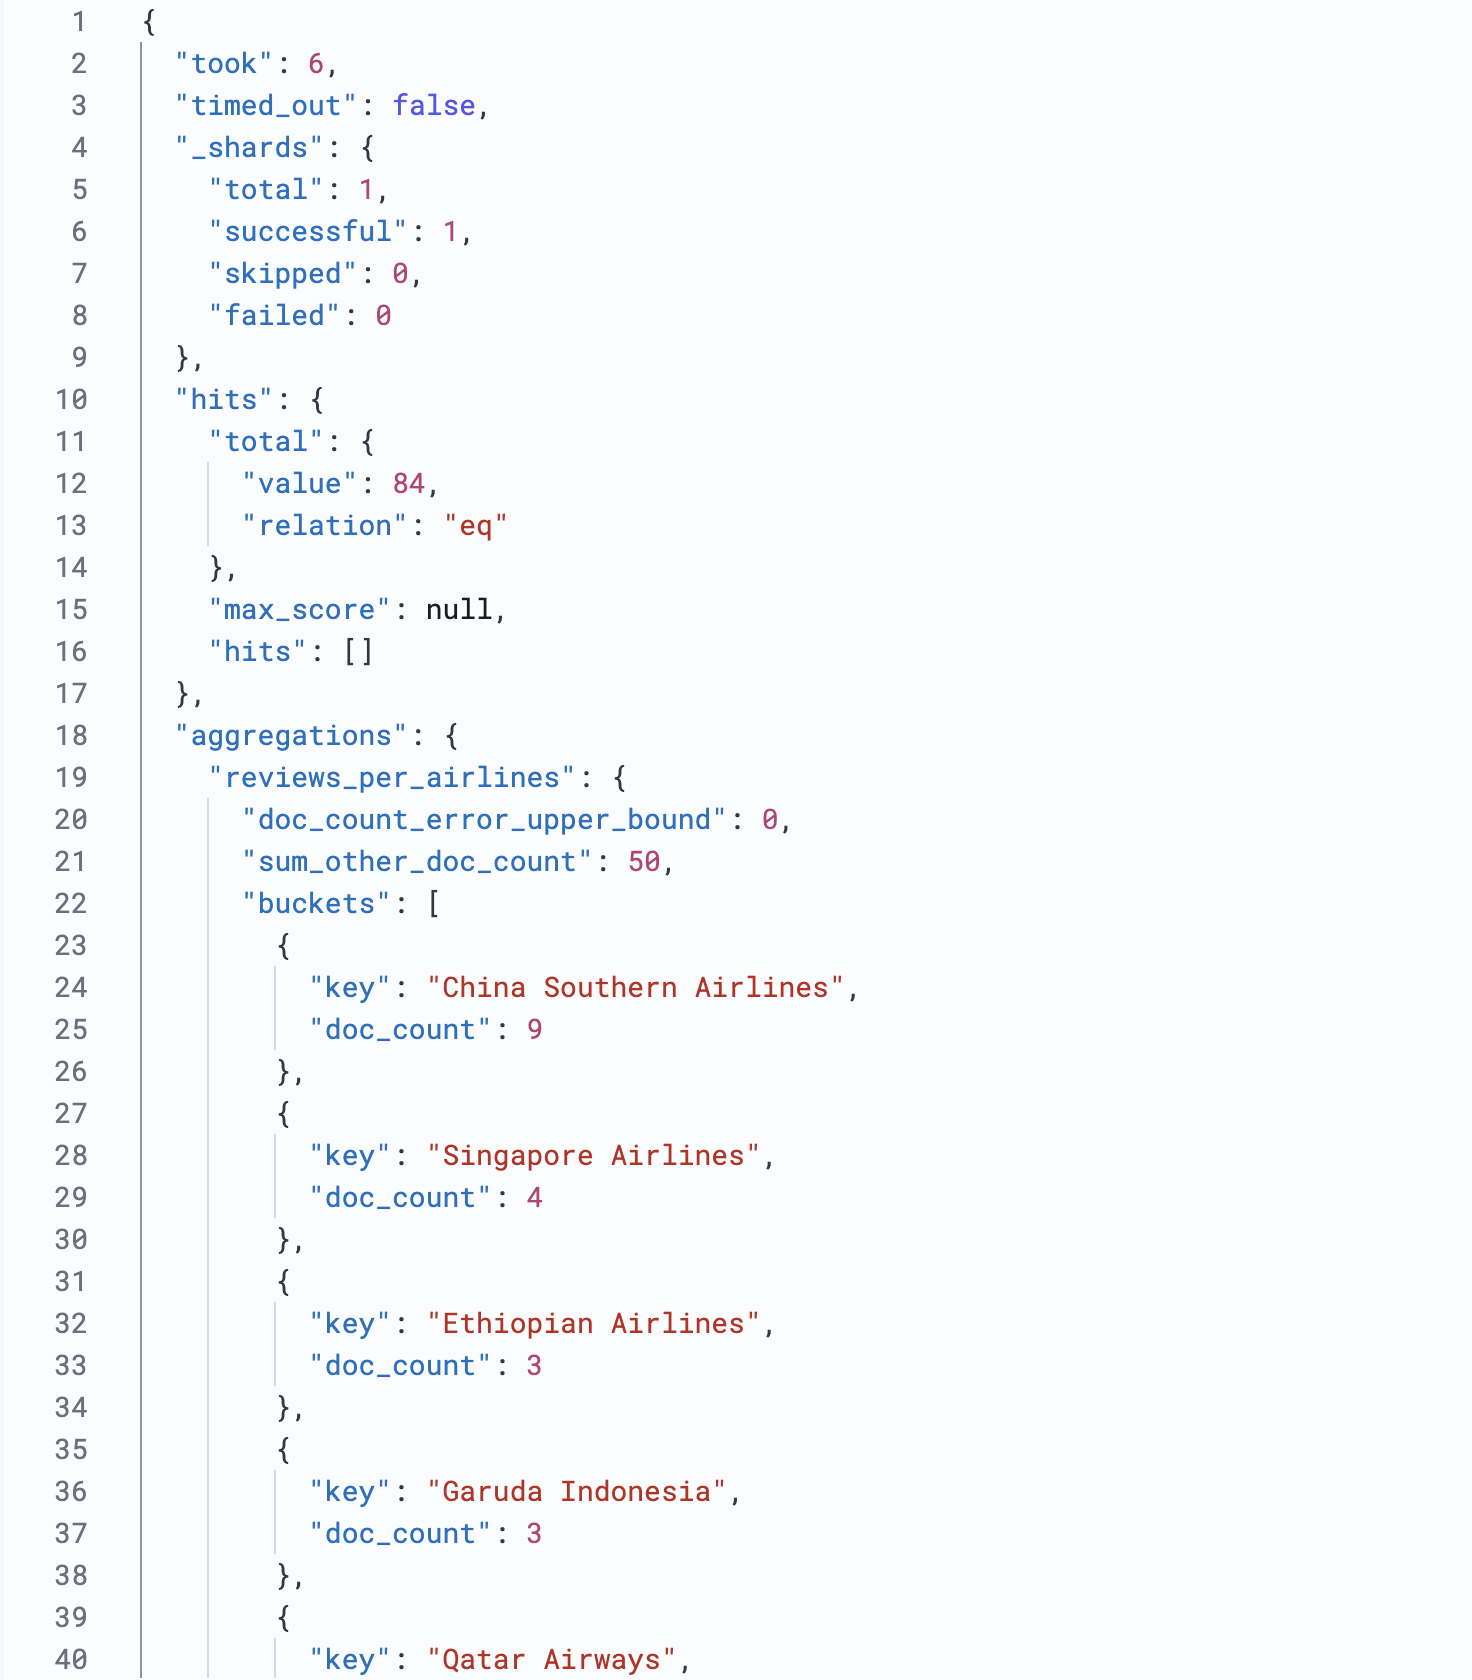 1 {
2 "took": 6,
3 "timed_out": false,
4 "_shards": {
5 "total": 1,
6 "successful": 1,
7 "skipped": 0,
8 "failed": 0
9 },
10 "hits": {
11 "total": {
12 "value": 84,
13 "relation": "eq"
14 },
15 "max_score": null,
16 "hits": []
17 },
18 "aggregations": {
19 "reviews_per_airlines": {
20 "doc_count_error_upper_bound": 0,
21 "sum_other_doc_count": 50,
22 "buckets": [
23 {
24 "key": "China Southern Airlines",
25 "doc_count": 9
26 },
27 {
28 "key": "Singapore Airlines",
29 "doc_count": 4
30 },
31 {
32 "key": "Ethiopian Airlines",
33 "doc_count": 3
34 },
35 {
36 "key": "Garuda Indonesia",
37 "doc_count": 3
38 },
39 {
40 "key": "Qatar Airways",